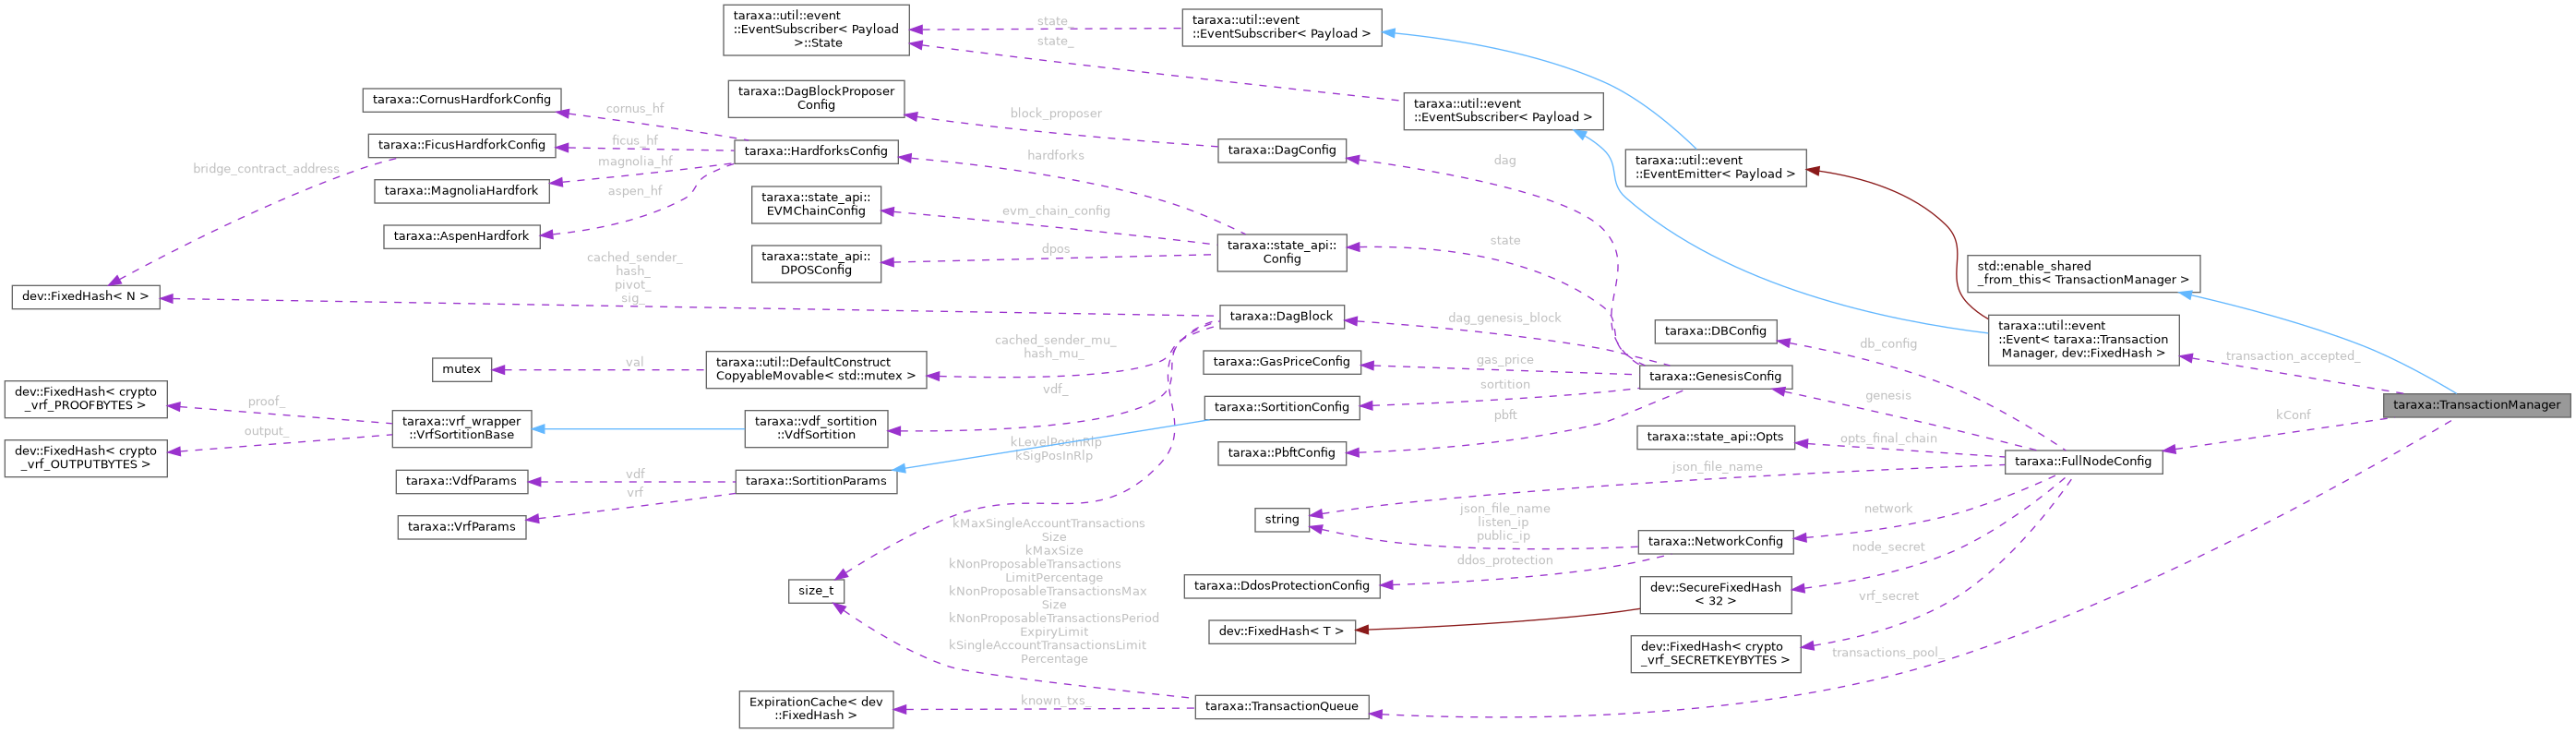 taraxa::util::event
::EventSubscriber< Payload
>::State
state_
state_
taraxa::util::event
::EventSubscriber< Payload >
taraxa::util::event
::EventSubscriber< Payload >
taraxa::util::event
::EventEmitter< Payload >
taraxa::DagBlockProposer
Config
block_proposer
taraxa::DagConfig
dag
taraxa::CornusHardforkConfig
cornus_hf
taraxa::FicusHardforkConfig
ficus_hf
taraxa::HardforksConfig
hardforks
bridge_contract_address
magnolia_hf
taraxa::MagnoliaHardfork
aspen_hf
taraxa::AspenHardfork
taraxa::state_api::
EVMChainConfig
evm_chain_config
taraxa::state_api::
DPOSConfig
dpos
taraxa::state_api::
Config
state
std::enable_shared
_from_this< TransactionManager >
dev::FixedHash< N >
cached_sender_
hash_
pivot_
sig_
taraxa::DagBlock
dag_genesis_block
taraxa::DBConfig
db_config
taraxa::util::event
::Event< taraxa::Transaction
Manager, dev::FixedHash >
transaction_accepted_
mutex
val
taraxa::util::DefaultConstruct
CopyableMovable< std::mutex >
cached_sender_mu_
hash_mu_
vdf_
taraxa::GasPriceConfig
gas_price
taraxa::GenesisConfig
genesis
dev::FixedHash< crypto
_vrf_PROOFBYTES >
proof_
output_
dev::FixedHash< crypto
_vrf_OUTPUTBYTES >
taraxa::vrf_wrapper
::VrfSortitionBase
taraxa::vdf_sortition
::VdfSortition
taraxa::SortitionConfig
sortition
taraxa::PbftConfig
pbft
taraxa::state_api::Opts
opts_final_chain
kConf
taraxa::TransactionManager
taraxa::FullNodeConfig
kLevelPosInRlp
kSigPosInRlp
taraxa::VdfParams
vdf
vrf
taraxa::VrfParams
taraxa::SortitionParams
json_file_name
string
json_file_name
listen_ip
public_ip
taraxa::NetworkConfig
network
ddos_protection
taraxa::DdosProtectionConfig
node_secret
dev::SecureFixedHash
< 32 >
dev::FixedHash< T >
vrf_secret
dev::FixedHash< crypto
_vrf_SECRETKEYBYTES >
size_t
kMaxSingleAccountTransactions
Size
kMaxSize
kNonProposableTransactions
LimitPercentage
kNonProposableTransactionsMax
Size
kNonProposableTransactionsPeriod
ExpiryLimit
kSingleAccountTransactionsLimit
Percentage
transactions_pool_
ExpirationCache< dev
::FixedHash >
known_txs_
taraxa::TransactionQueue